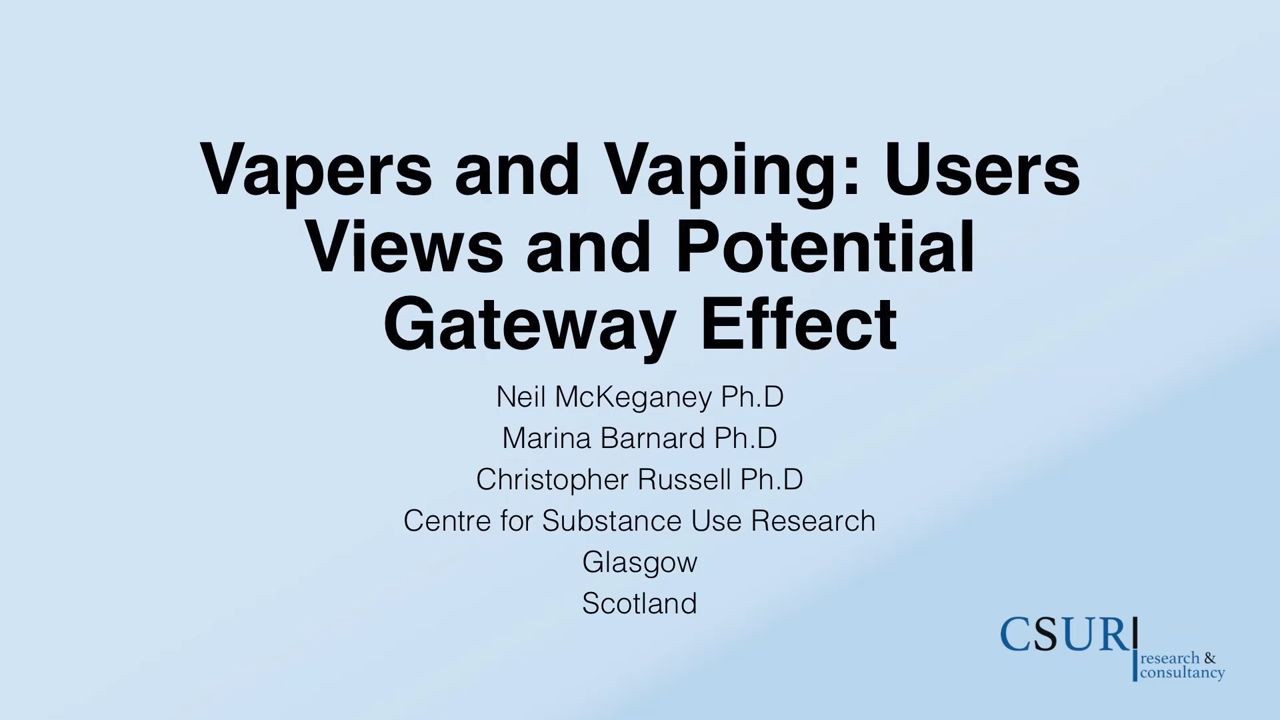 Vapers and Vaping: Users
Views and Potential
Gateway Effect
Neil McKeganey Ph.D
Marina Barnard Ph.D
Christopher Russell Ph.D
Centre for Substance Use Research
Glasgow
Scotland
CSUR
research &
consultancy